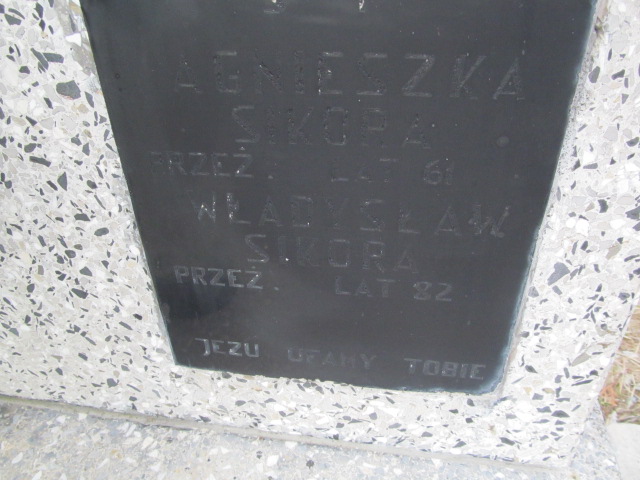 AGNIESZKA
SIKORA
PRZEŻ. LAT 61
WŁADYSŁAW
SIKORA
PRZEŻ. LAT 82
JEZU UFAMY TOBIE